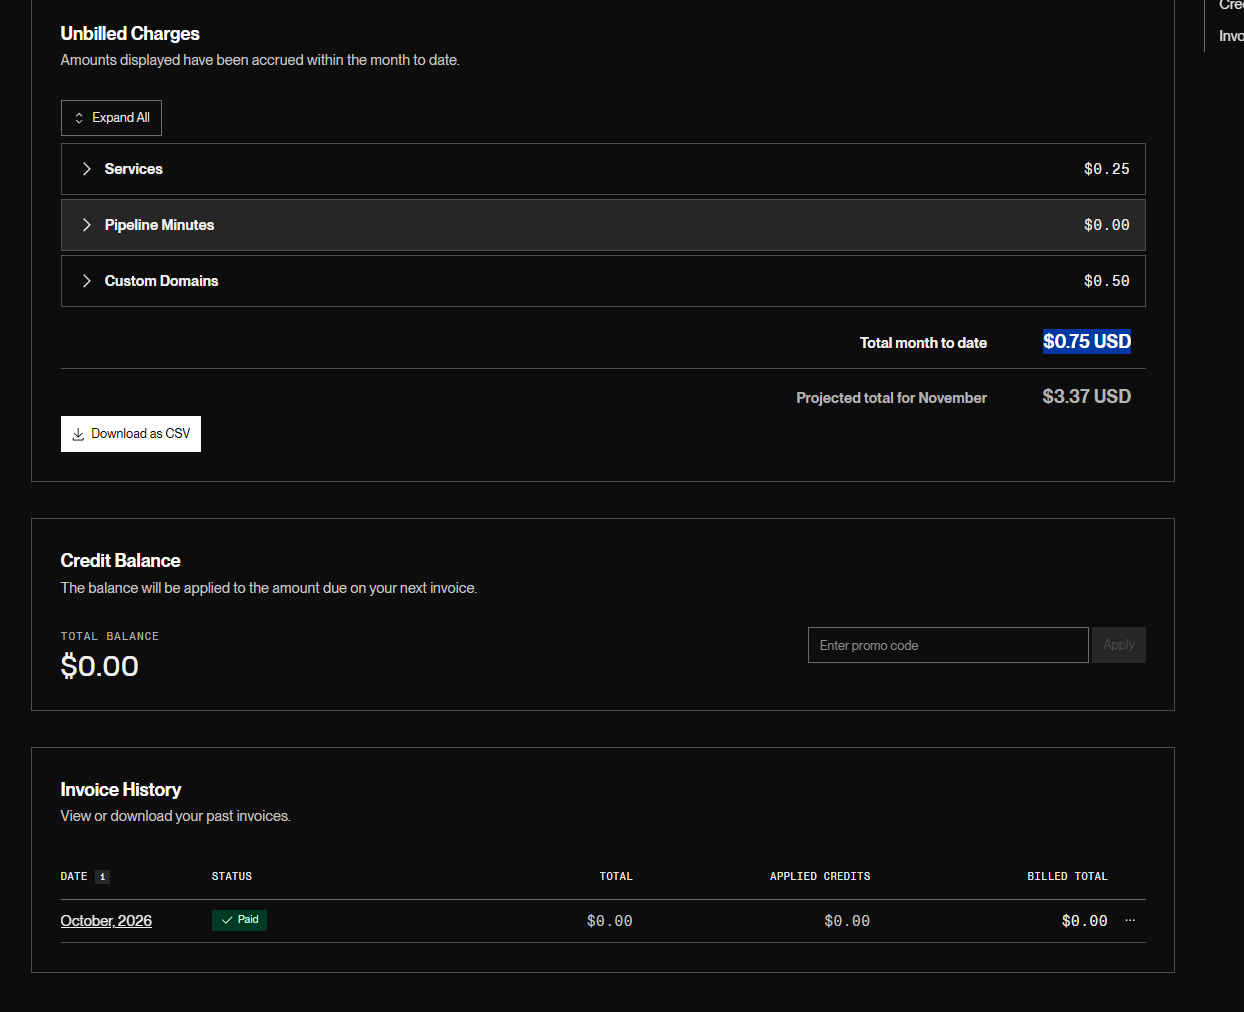 Unbilled Charges
Amounts displayed have been accrued within the month to date.
Expand All
Services $0.25
Pipeline Minutes $0.00
Custom Domains $0.50
Total month to date $0.75 USD
Projected total for November $3.37 USD
Download as CSV
Credit Balance
The balance will be applied to the amount due on your next invoice.
TOTAL BALANCE
$0.00
Enter promo code Apply
Invoice History
View or download your past invoices.
DATE i STATUS TOTAL APPLIED CREDITS BILLED TOTAL
October, 2026 Paid $0.00 $0.00 $0.00 ...